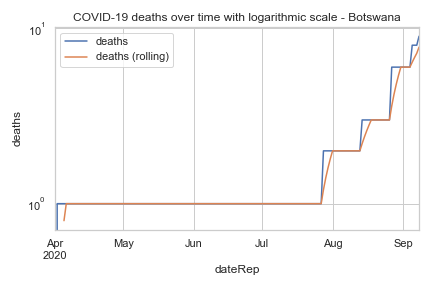 COVID-19 deaths over time with logarithmic scale - Botswana
10¹
deaths
deaths (rolling)
deaths
10⁰
Apr May Jun Jul Aug Sep
2020
dateRep